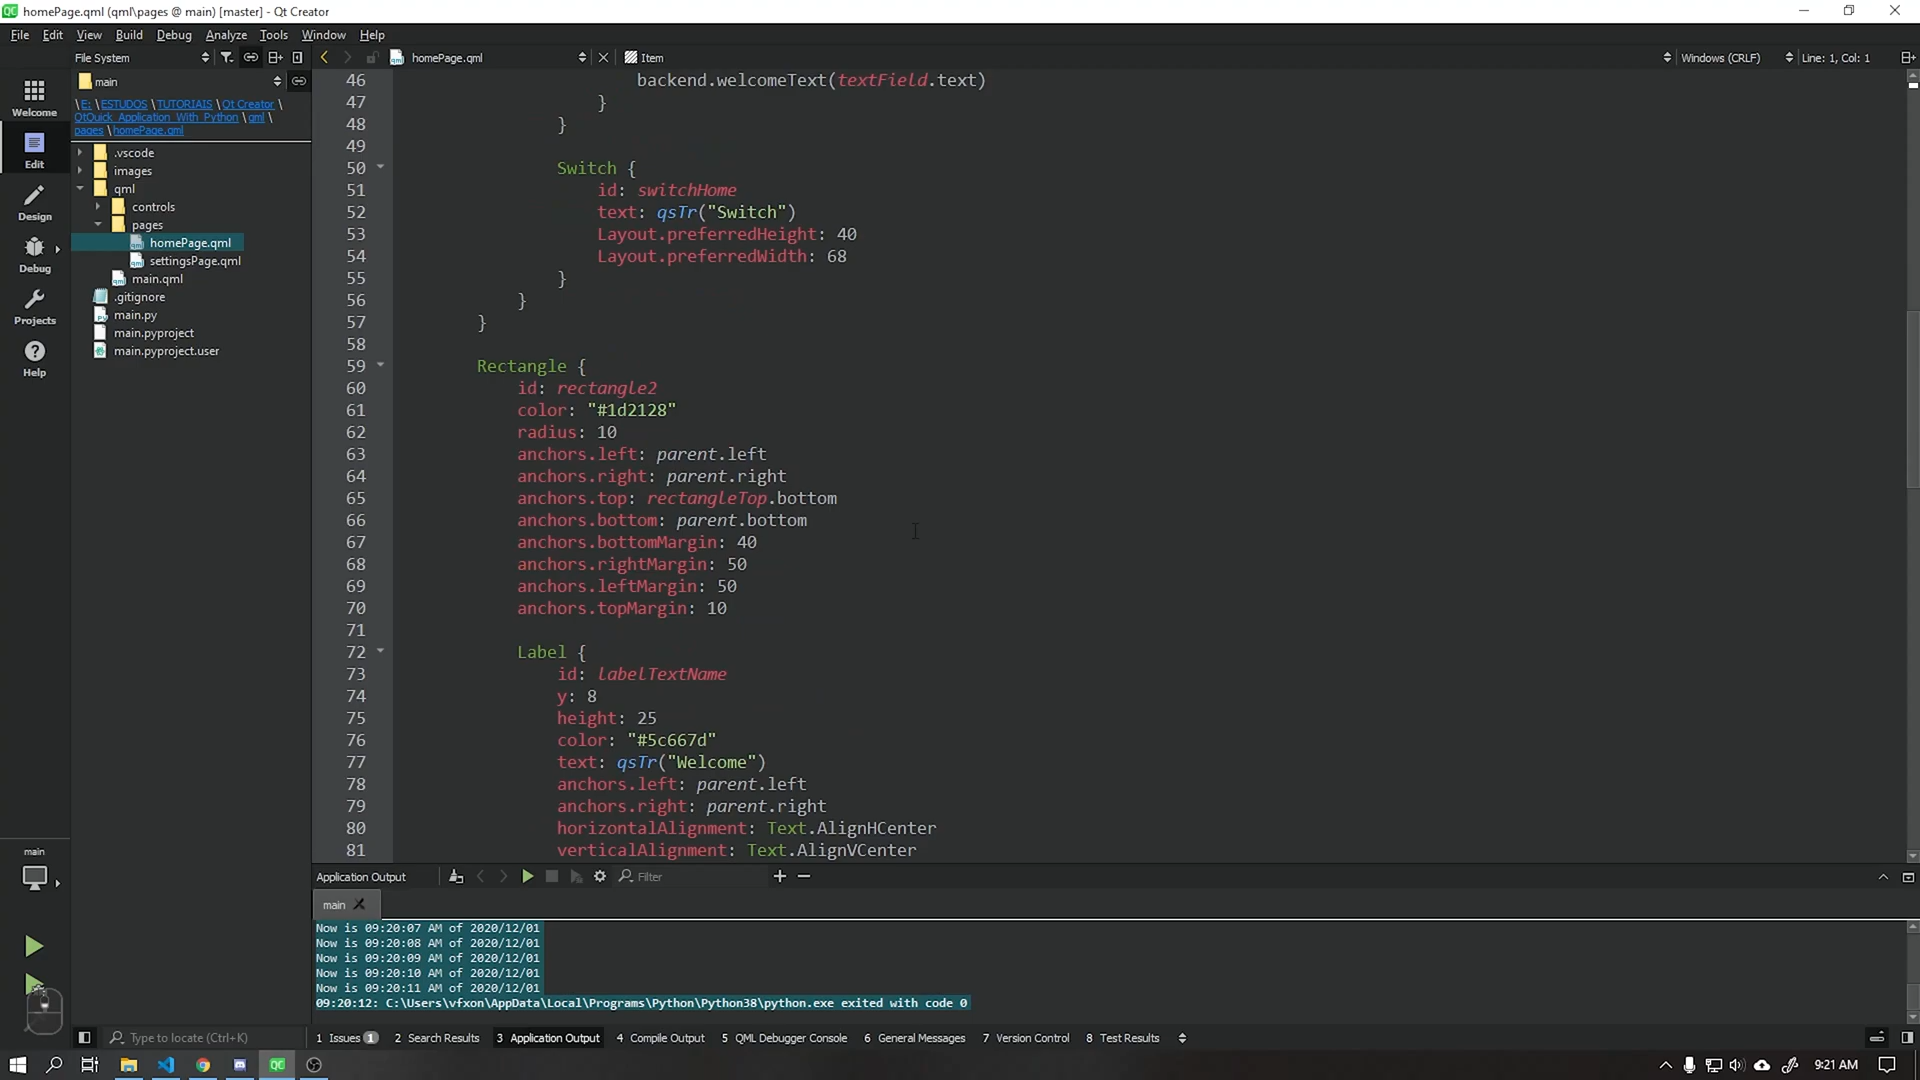 homePage.qml (qml\pages @ main) [master] - Qt Creator
File Edit View Build Debug Analyze Tools Window Help
File System
homePage.qml
Item
Windows (CRLF)
Line: 1, Col: 1
main
\E: \ESTUDOS \TUTORIAIS \Qt Creator \
QtQuick_Application_With_Python \qml \
pages \homePage.qml
Welcome
Edit
Design
Debug
Projects
Help
.vscode
images
qml
controls
pages
homePage.qml
settingsPage.qml
main.qml
.gitignore
main.py
main.pyproject
main.pyproject.user
46 backend.welcomeText(textField.text)
47 }
48 }
49
50 Switch {
51 id: switchHome
52 text: qsTr("Switch")
53 Layout.preferredHeight: 40
54 Layout.preferredWidth: 68
55 }
56 }
57 }
58
59 Rectangle {
60 id: rectangle2
61 color: "#1d2128"
62 radius: 10
63 anchors.left: parent.left
64 anchors.right: parent.right
65 anchors.top: rectangleTop.bottom
66 anchors.bottom: parent.bottom
67 anchors.bottomMargin: 40
68 anchors.rightMargin: 50
69 anchors.leftMargin: 50
70 anchors.topMargin: 10
71
72 Label {
73 id: labelTextName
74 y: 8
75 height: 25
76 color: "#5c667d"
77 text: qsTr("Welcome")
78 anchors.left: parent.left
79 anchors.right: parent.right
80 horizontalAlignment: Text.AlignHCenter
81 verticalAlignment: Text.AlignVCenter
main
Application Output
Filter
main
Now is 09:20:07 AM of 2020/12/01
Now is 09:20:08 AM of 2020/12/01
Now is 09:20:09 AM of 2020/12/01
Now is 09:20:10 AM of 2020/12/01
Now is 09:20:11 AM of 2020/12/01
09:20:12: C:\Users\vfxon\AppData\Local\Programs\Python\Python38\python.exe exited with code 0
Type to locate (Ctrl+K)
1 Issues 1 2 Search Results 3 Application Output 4 Compile Output 5 QML Debugger Console 6 General Messages 7 Version Control 8 Test Results
9:21 AM